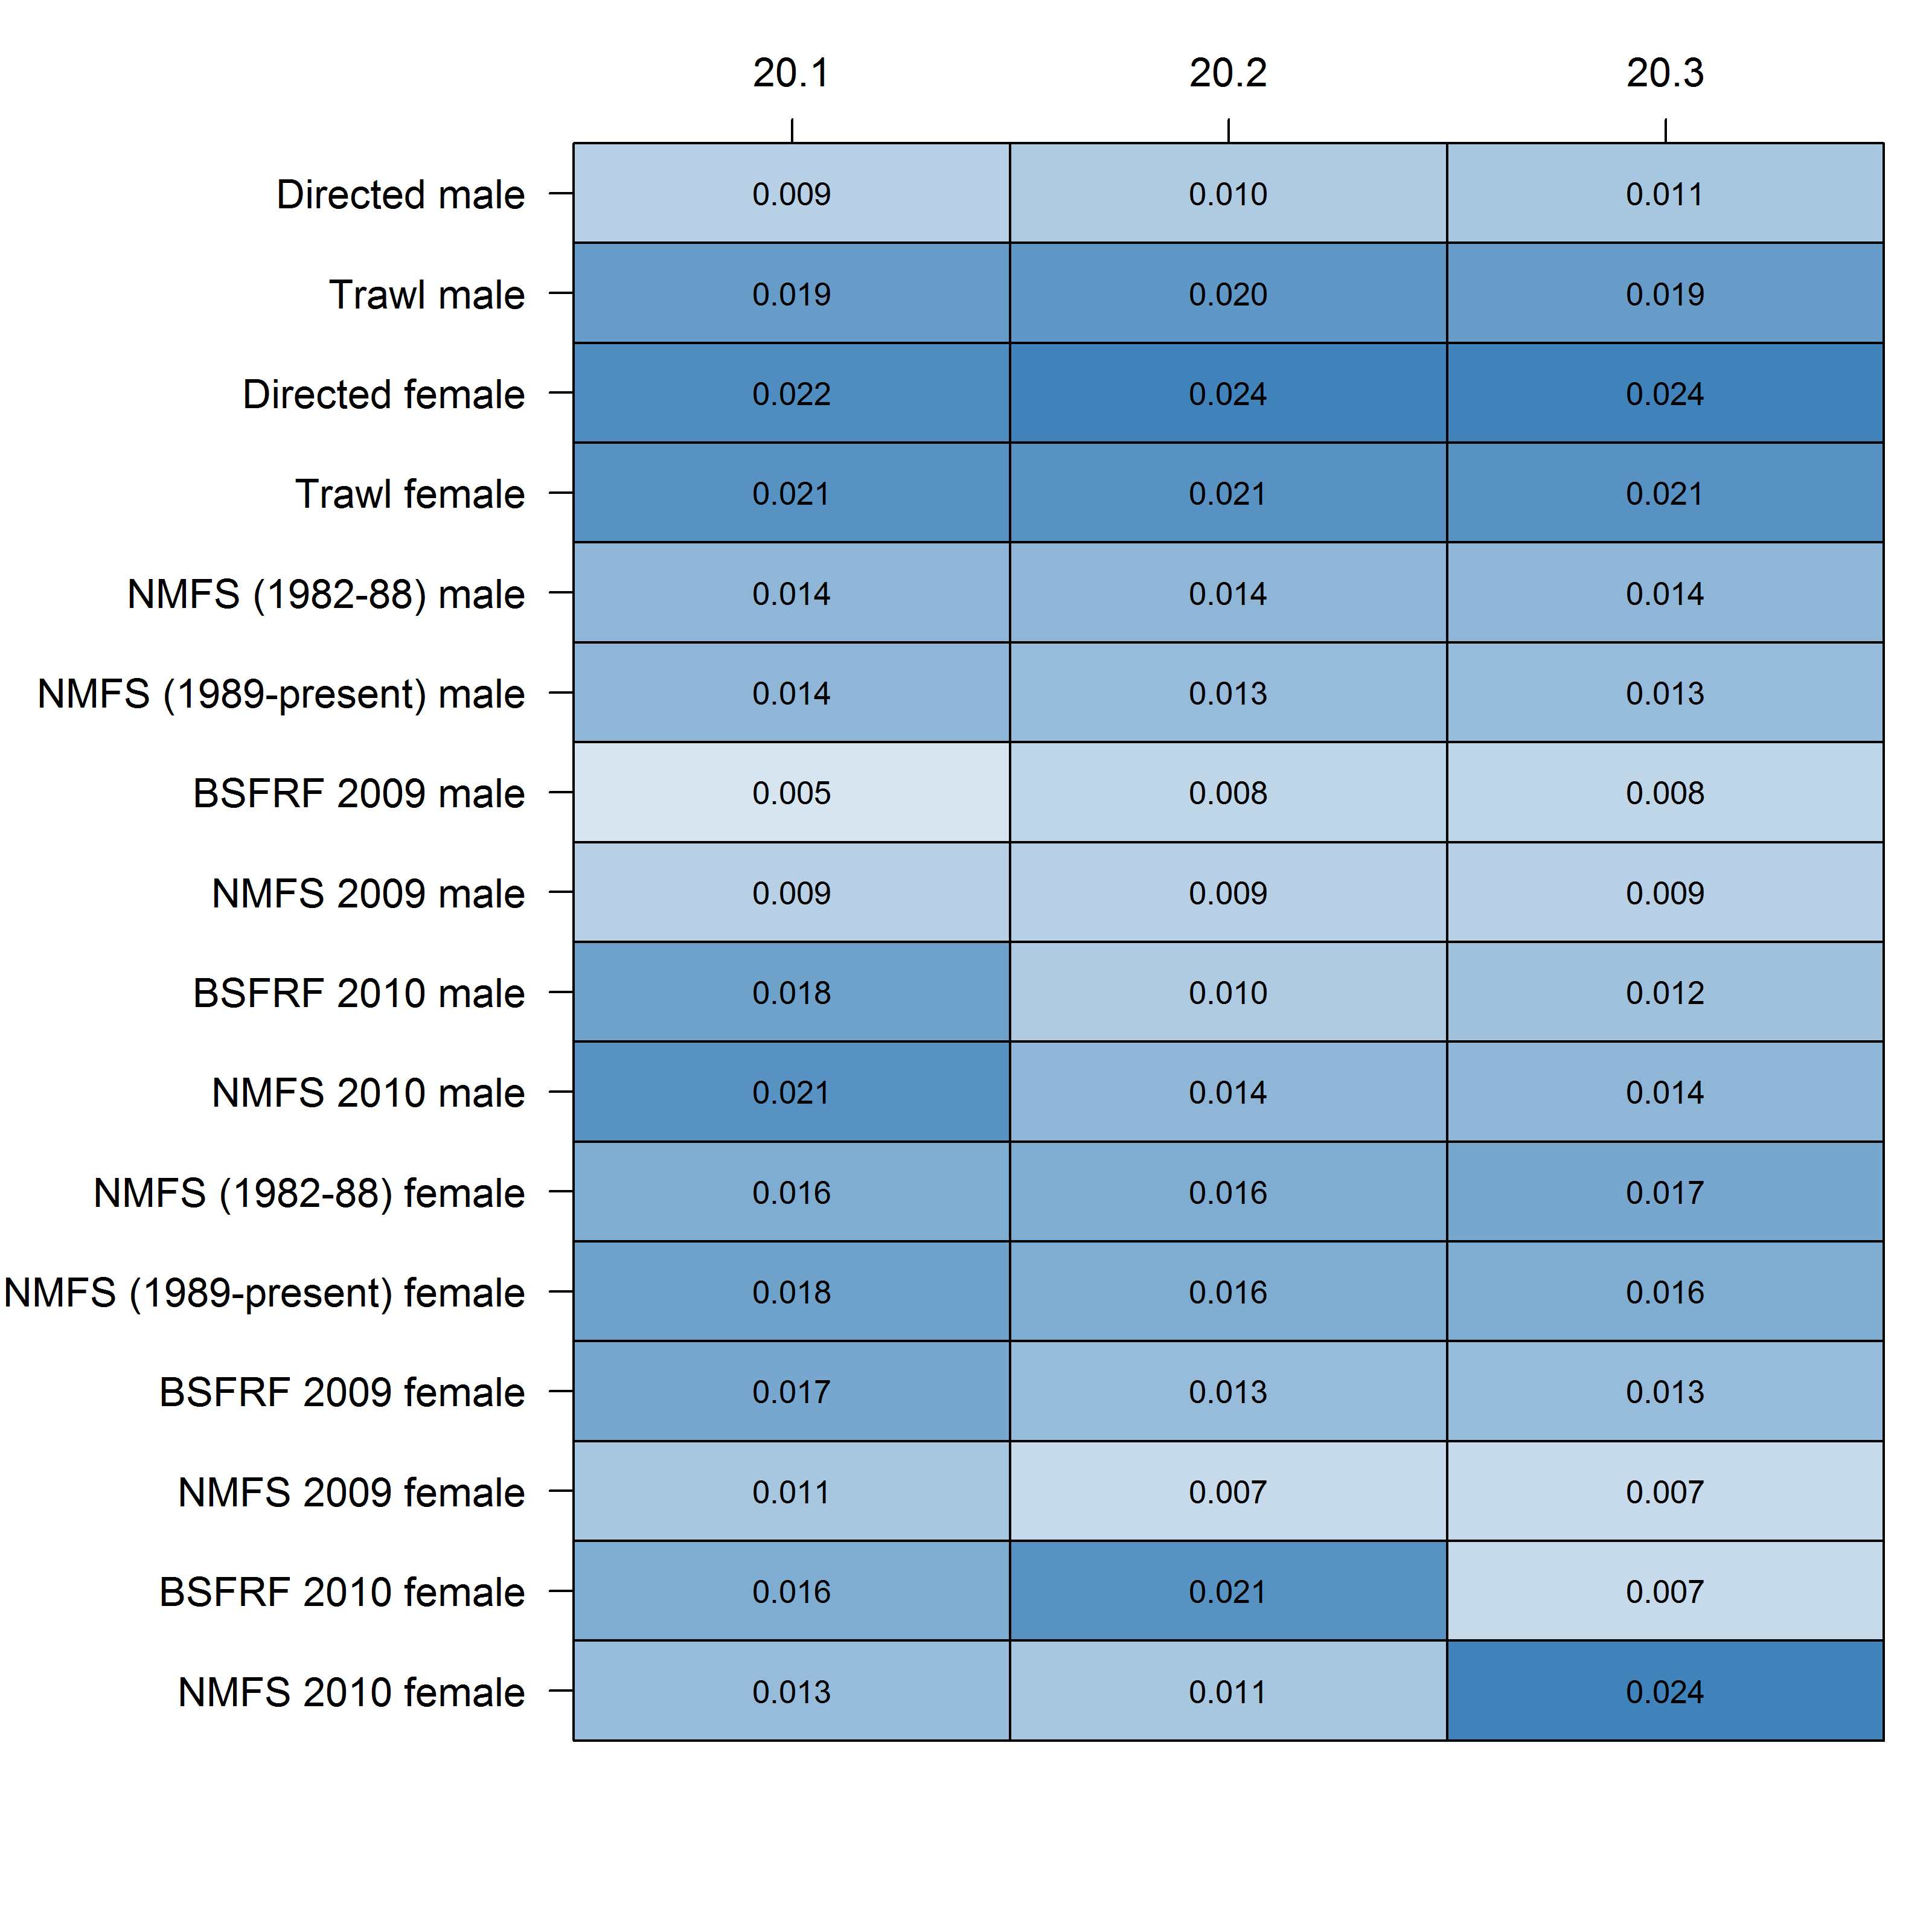 20.1 20.2 20.3
Directed male 0.009 0.010 0.011
Trawl male 0.019 0.020 0.019
Directed female 0.022 0.024 0.024
Trawl female 0.021 0.021 0.021
NMFS (1982-88) male 0.014 0.014 0.014
NMFS (1989-present) male 0.014 0.013 0.013
BSFRF 2009 male 0.005 0.008 0.008
NMFS 2009 male 0.009 0.009 0.009
BSFRF 2010 male 0.018 0.010 0.012
NMFS 2010 male 0.021 0.014 0.014
NMFS (1982-88) female 0.016 0.016 0.017
NMFS (1989-present) female 0.018 0.016 0.016
BSFRF 2009 female 0.017 0.013 0.013
NMFS 2009 female 0.011 0.007 0.007
BSFRF 2010 female 0.016 0.021 0.007
NMFS 2010 female 0.013 0.011 0.024